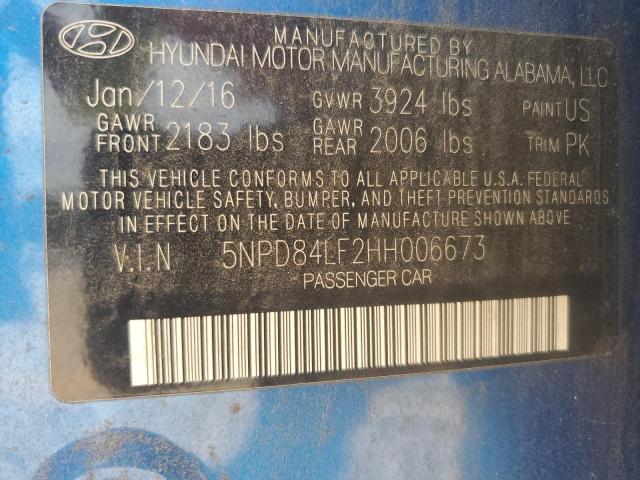 MANUFACTURED BY
HYUNDAI MOTOR MANUFACTURING ALABAMA, LLC
Jan/12/16 GVWR 3924 lbs PAINT US
GAWR FRONT 2183 lbs GAWR REAR 2006 lbs TRIM PK
THIS VEHICLE CONFORMS TO ALL APPLICABLE U.S.A. FEDERAL
MOTOR VEHICLE SAFETY, BUMPER, AND THEFT PREVENTION STANDARDS
IN EFFECT ON THE DATE OF MANUFACTURE SHOWN ABOVE
V.I.N 5NPD84LF2HH006673
PASSENGER CAR